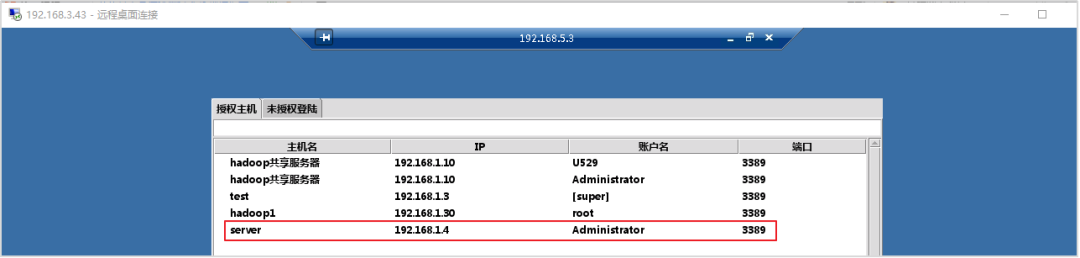 192.168.3.43 - 远程桌面连接
192.168.5.3
授权主机 未授权登陆
主机名 IP 账户名 端口
hadoop共享服务器 192.168.1.10 U529 3389
hadoop共享服务器 192.168.1.10 Administrator 3389
test 192.168.1.3 [super] 3389
hadoop1 192.168.1.30 root 3389
server 192.168.1.4 Administrator 3389